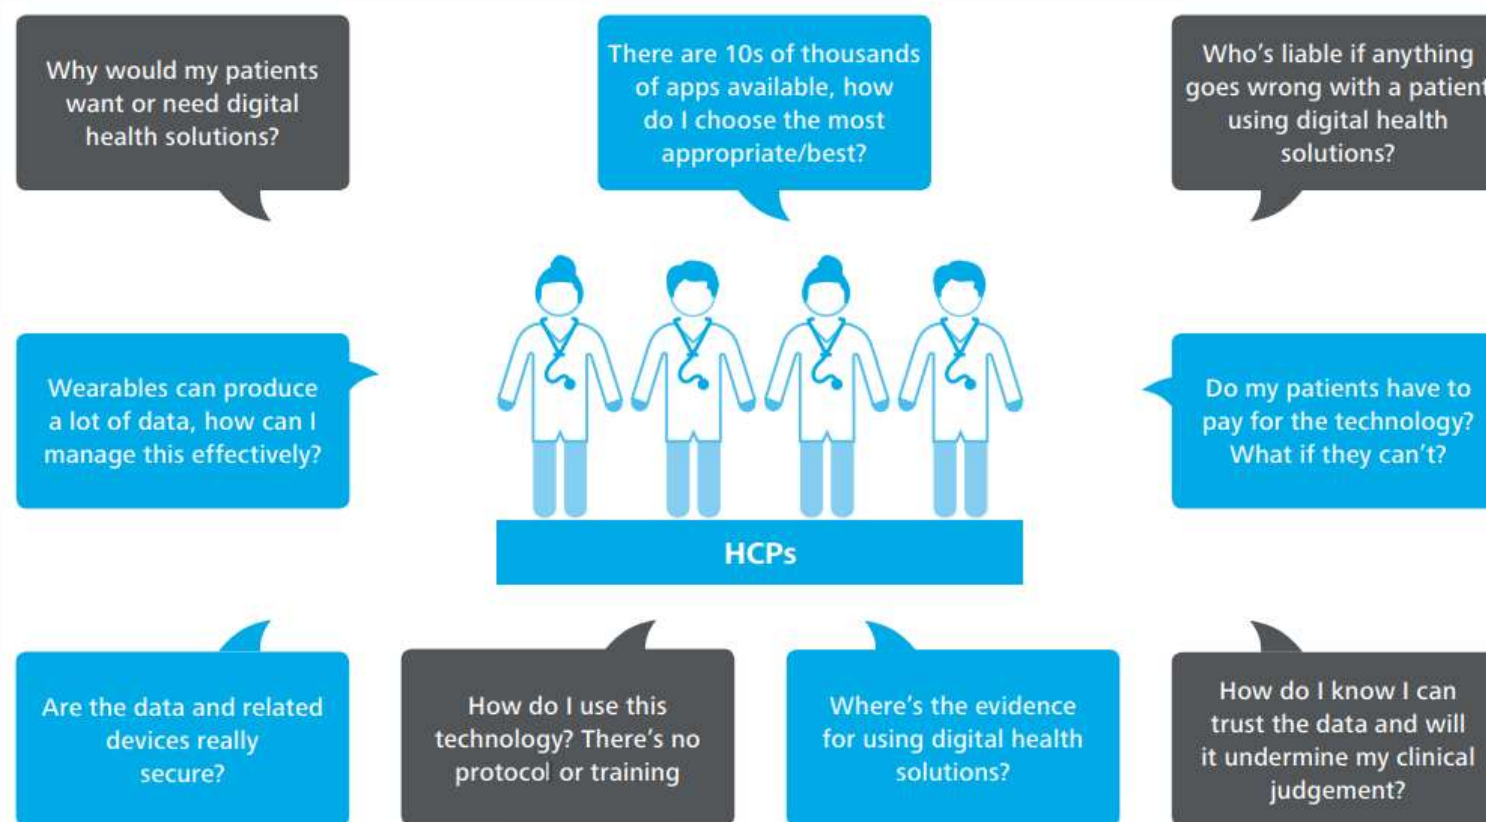 Why would my patients
want or need digital
health solutions?
There are 10s of thousands
of apps available, how
do I choose the most
appropriate/best?
Who's liable if anything
goes wrong with a patient
using digital health
solutions?
Wearables can produce
a lot of data, how can I
manage this effectively?
Do my patients have to
pay for the technology?
What if they can't?
HCPs
Are the data and related
devices really
secure?
How do I use this
technology? There's no
protocol or training
Where's the evidence
for using digital health
solutions?
How do I know I can
trust the data and will
it undermine my clinical
judgement?